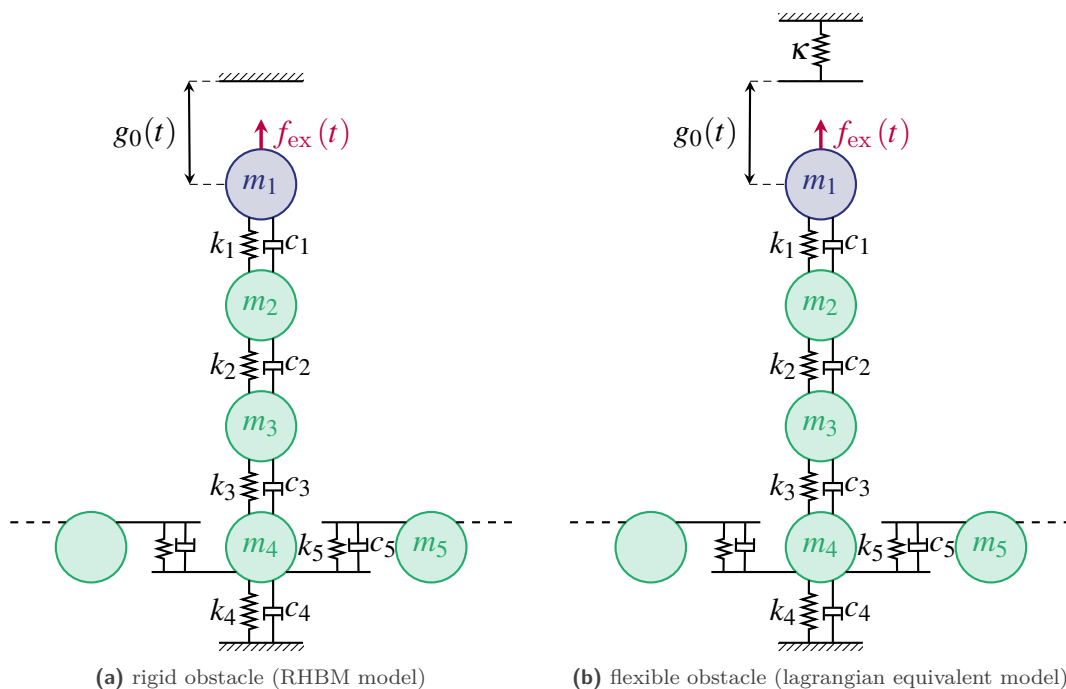 κ
g₀(t) g₀(t)
f_ex (t) f_ex (t)
m₁ m₁
k₁ c₁ k₁ c₁
m₂ m₂
k₂ c₂ k₂ c₂
m₃ m₃
k₃ c₃ k₃ c₃
m₄ k₅ c₅ m₅ m₄ k₅ c₅ m₅
k₄ c₄ k₄ c₄
(a) rigid obstacle (RHBM model) (b) flexible obstacle (lagrangian equivalent model)